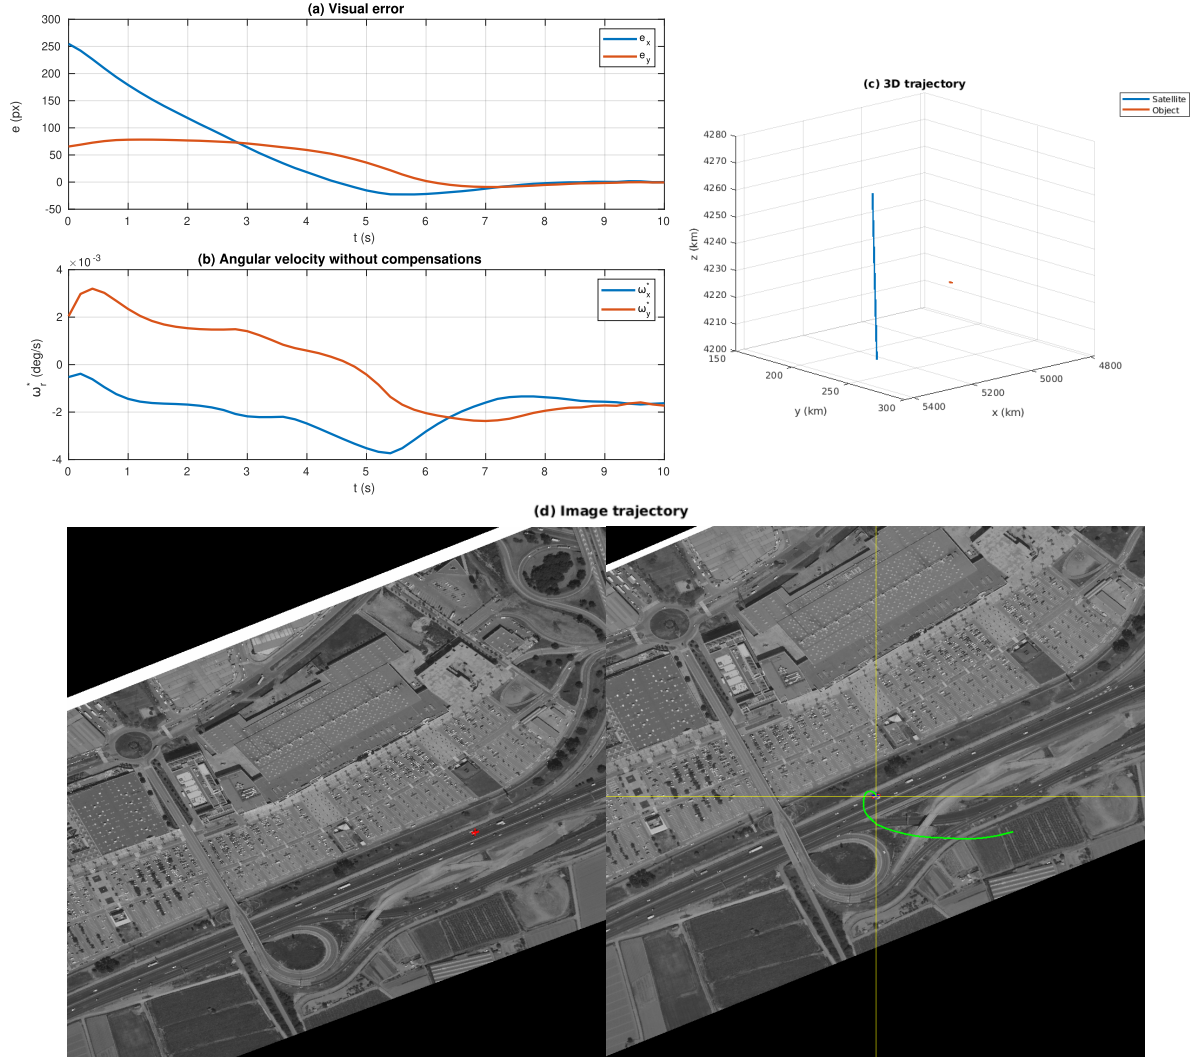 (a) Visual error
300
250
200
150
100
50
0
-50
e (px)
e_x
e_y
0 1 2 3 4 5 6 7 8 9 10
t (s)
(b) Angular velocity without compensations
×10^-3
4
2
0
-2
-4
ω_r^* (deg/s)
ω_x^*
ω_y^*
0 1 2 3 4 5 6 7 8 9 10
t (s)
(c) 3D trajectory
Satellite
Object
4280
4270
4260
4250
4240
4230
4220
4210
4200
z (km)
150
200
250
300
y (km)
5400
5200
5000
4800
x (km)
(d) Image trajectory